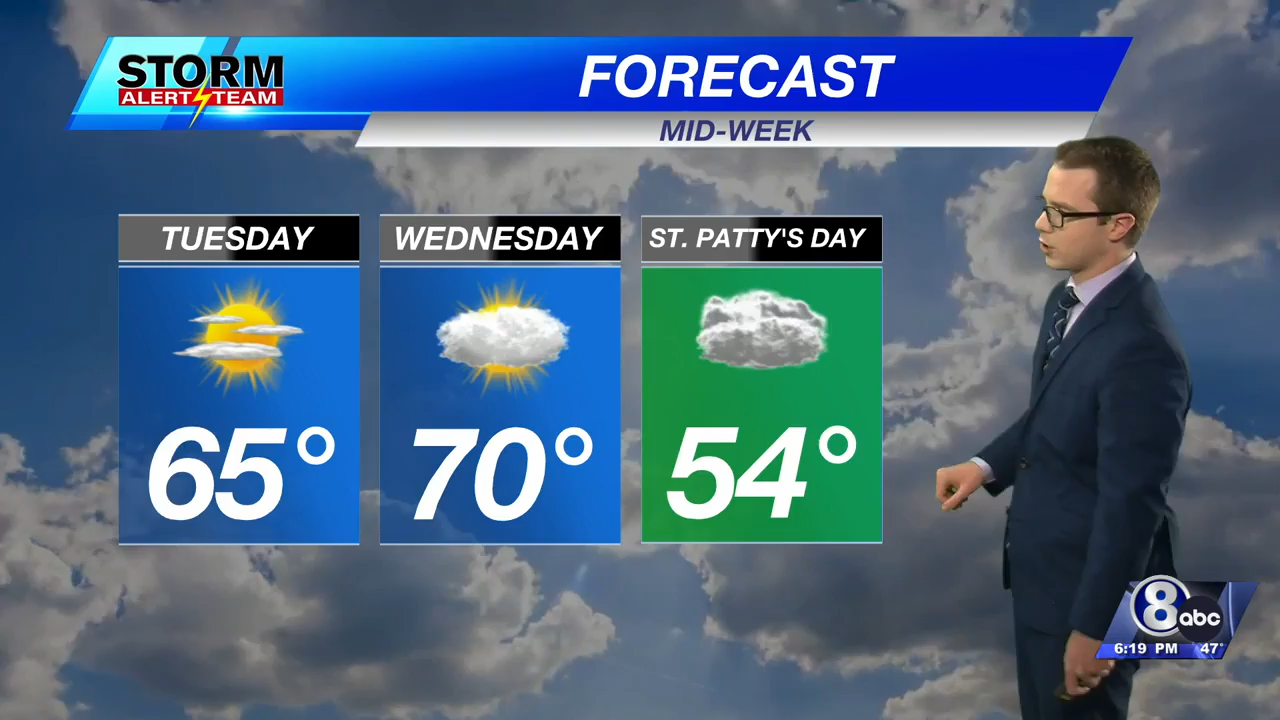 STORM
ALERT TEAM
FORECAST
MID-WEEK
TUESDAY
65°
WEDNESDAY
70°
ST. PATTY'S DAY
54°
8 abc
6:19 PM 47°